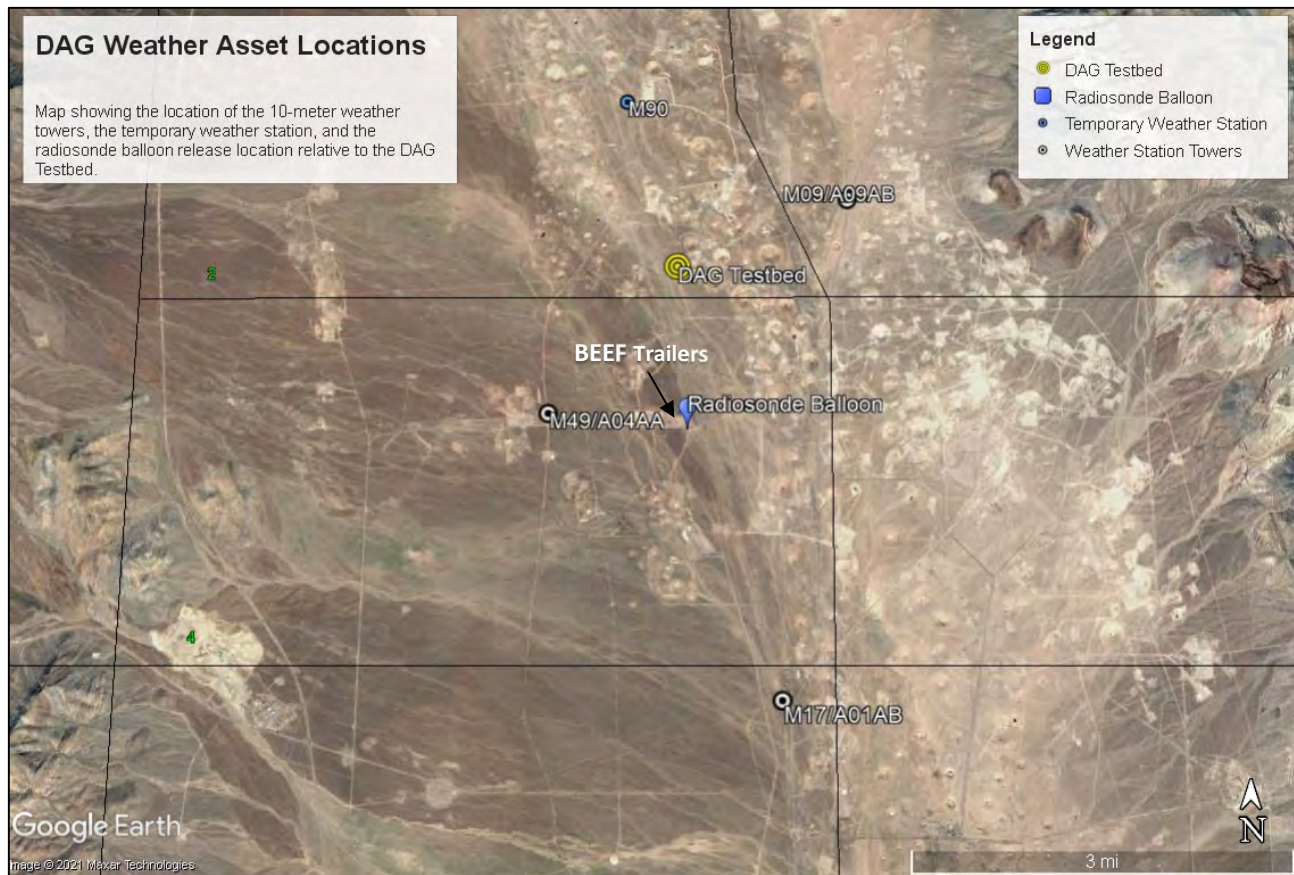 DAG Weather Asset Locations
Map showing the location of the 10-meter weather
towers, the temporary weather station, and the
radiosonde balloon release location relative to the DAG
Testbed.
Legend
DAG Testbed
Radiosonde Balloon
Temporary Weather Station
Weather Station Towers
M90
M09/A09AB
2
DAG Testbed
BEEF Trailers
Radiosonde Balloon
M49/A04AA
4
M17/A01AB
N
Google Earth
mage © 2021 Maxar Technologies
3 mi